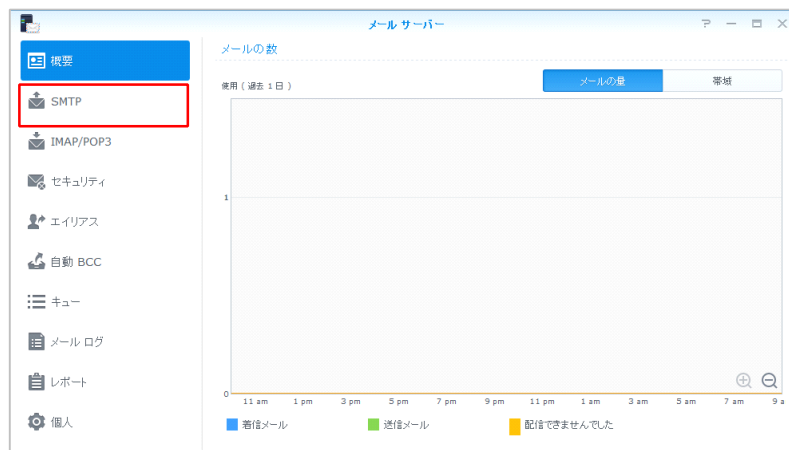 メール サーバー
概要
SMTP
IMAP/POP3
セキュリティ
エイリアス
自動 BCC
キュー
メール ログ
レポート
個人
メールの数
使用 ( 過去 1 日 )
メールの量
帯域
1
0
11 am 1 pm 3 pm 5 pm 7 pm 9 pm 11 pm 1 am 3 am 5 am 7 am 9 a
着信メール 送信メール 配信できませんでした